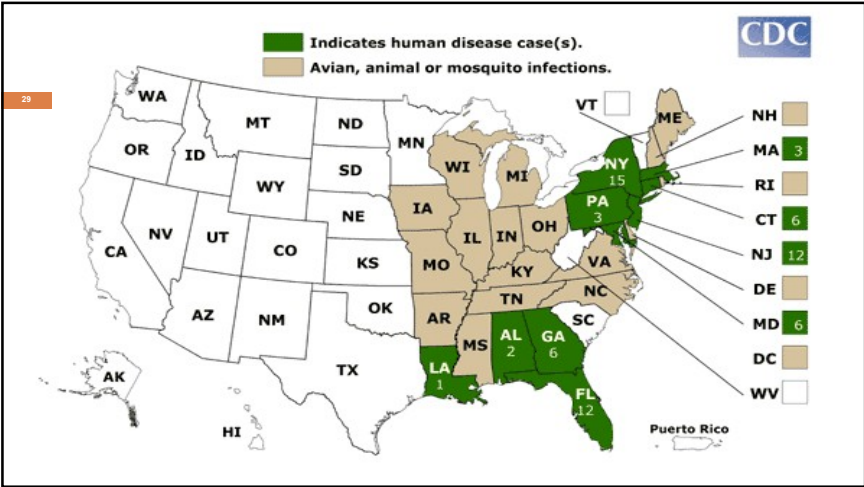 Indicates human disease case(s).
Avian, animal or mosquito infections.
CDC
29
WA
MT
ND
MN
VT
ME
NH
OR
ID
SD
WI
MI
NY
15
MA 3
WY
RI
IA
PA
3
CT 6
NE
NV
UT
CO
IL
IN
OH
NJ 12
CA
KS
MO
KY
VA
DE
AZ
NM
OK
AR
TN
NC
MD 6
SC
MS
AL
2
GA
6
DC
TX
LA
1
FL
12
WV
AK
HI
Puerto Rico